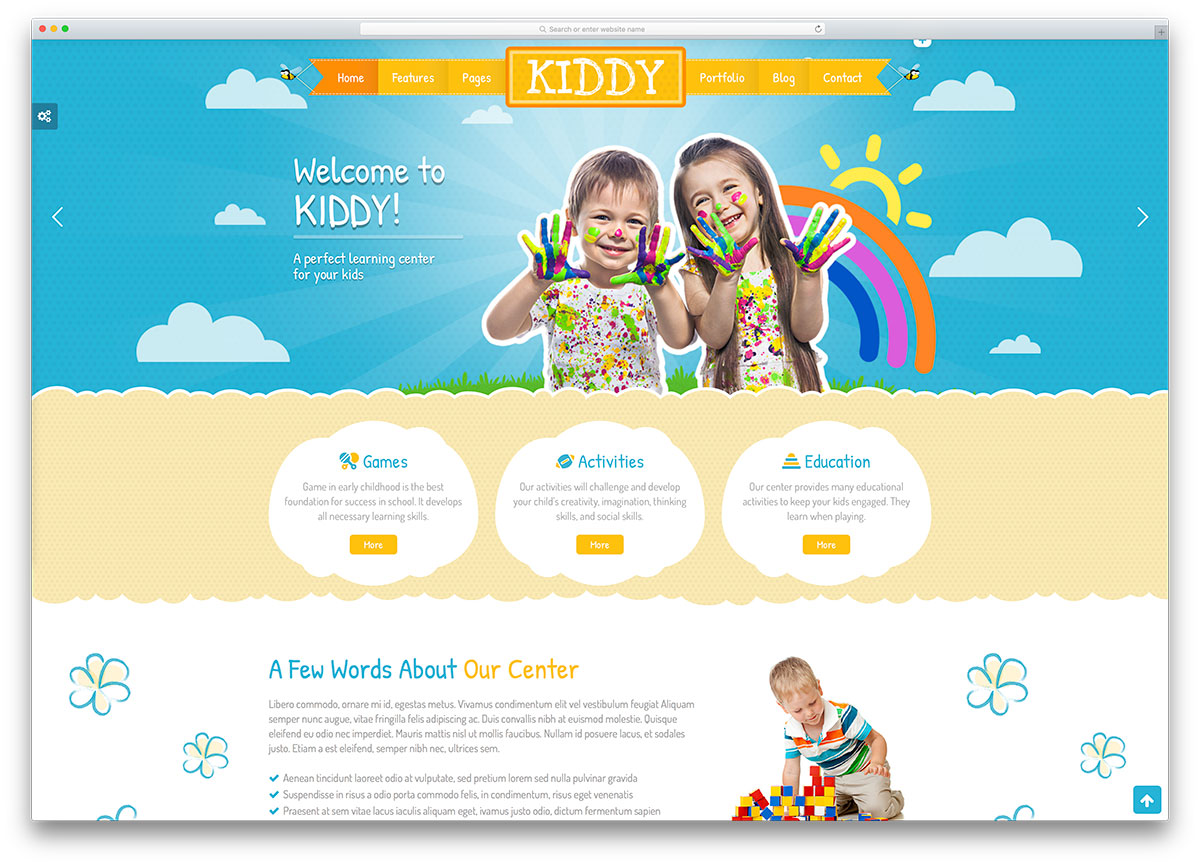 Search or enter website name
Home Features Pages KIDDY Portfolio Blog Contact
Welcome to
KIDDY!
A perfect learning center
for your kids
Games
Game in early childhood is the best
foundation for success in school. It develops
all necessary learning skills.
More
Activities
Our activities will challenge and develop
your child's creativity, imagination, thinking
skills, and social skills.
More
Education
Our center provides many educational
activities to keep your kids engaged. They
learn when playing.
More
A Few Words About Our Center
Libero commodo, ornare mi id, egestas metus. Vivamus condimentum elit vel vestibulum feugiat Aliquam
semper nunc augue, vitae fringilla felis adipiscing ac. Duis convallis nibh at euismod molestie. Quisque
eleifend eu odio nec imperdiet. Mauris mattis nisl ut mollis faucibus. Nullam id posuere lacus, et sodales
justo. Etiam a est eleifend, semper nibh nec, ultrices sem.
Aenean tincidunt laoreet odio at vulputate, sed pretium lorem sed nulla pulvinar gravida
Suspendisse in risus a odio porta commodo felis, in condimentum, risus eget venenatis
Praesent at sem vitae lacus iaculis aliquam eget, ivamus justo odio, dictum fermentum sapien